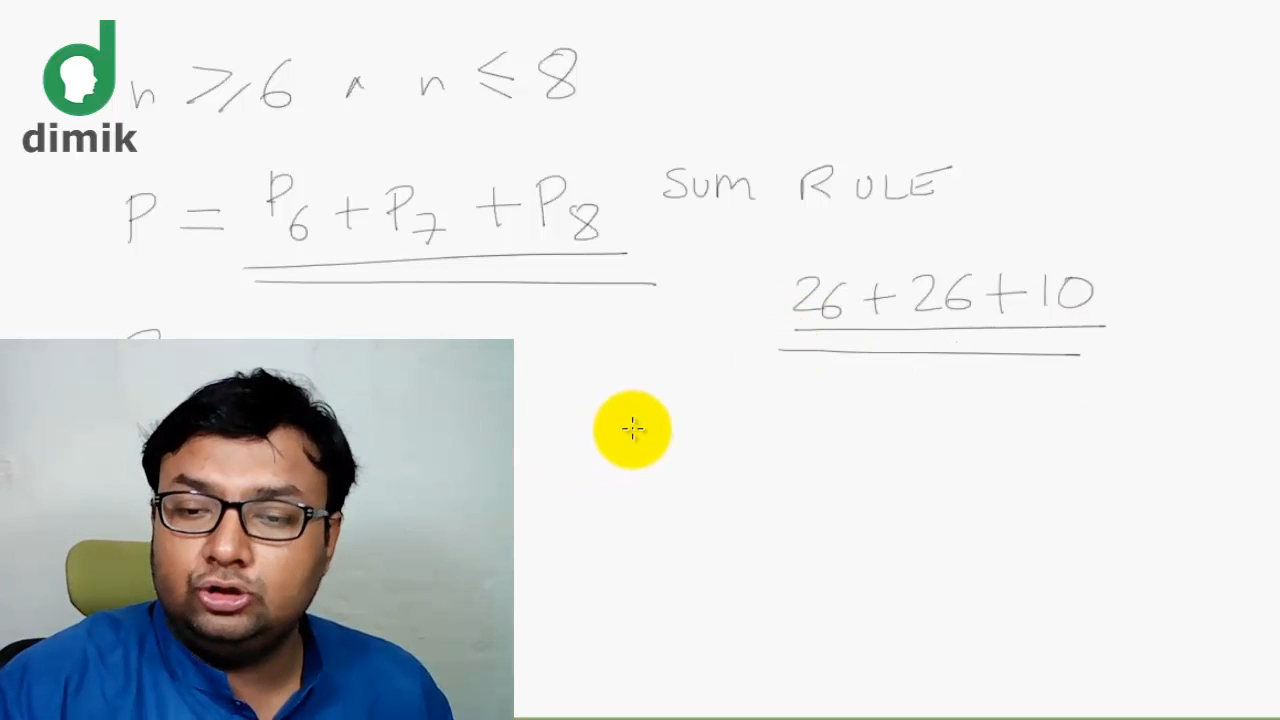 dimik
n ≥ 6 ∧ n ≤ 8
P = P6 + P7 + P8 SUM RULE
26 + 26 + 10